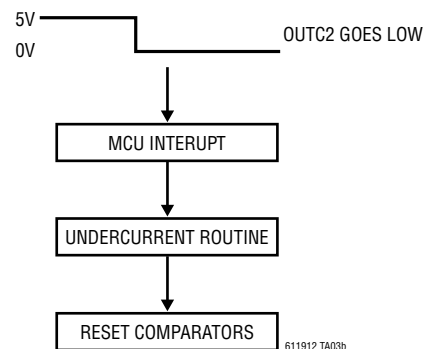 5V
0V
OUTC2 GOES LOW
MCU INTERUPT
UNDERCURRENT ROUTINE
RESET COMPARATORS
611912 TA03b